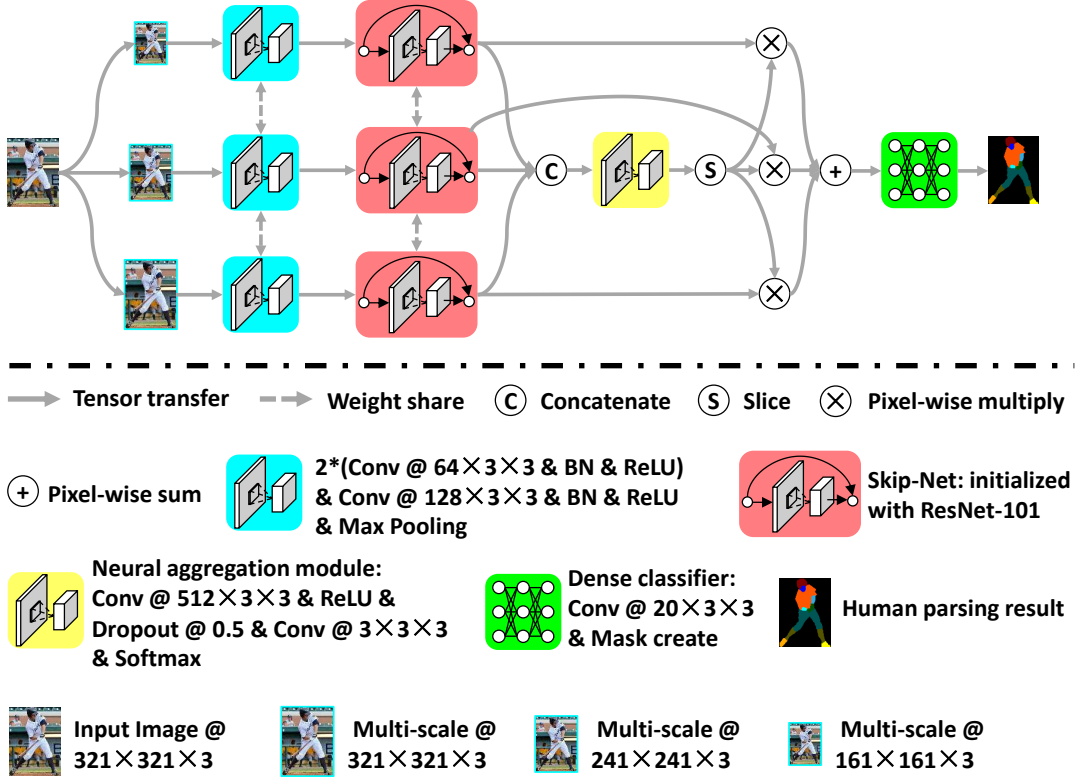 C
S
+
Tensor transfer
Weight share
C Concatenate
S Slice
Pixel-wise multiply
+ Pixel-wise sum
2*(Conv @ 64×3×3 & BN & ReLU)
& Conv @ 128×3×3 & BN & ReLU
& Max Pooling
Skip-Net: initialized
with ResNet-101
Neural aggregation module:
Conv @ 512×3×3 & ReLU &
Dropout @ 0.5 & Conv @ 3×3×3
& Softmax
Dense classifier:
Conv @ 20×3×3
& Mask create
Human parsing result
Input Image @
321×321×3
Multi-scale @
321×321×3
Multi-scale @
241×241×3
Multi-scale @
161×161×3